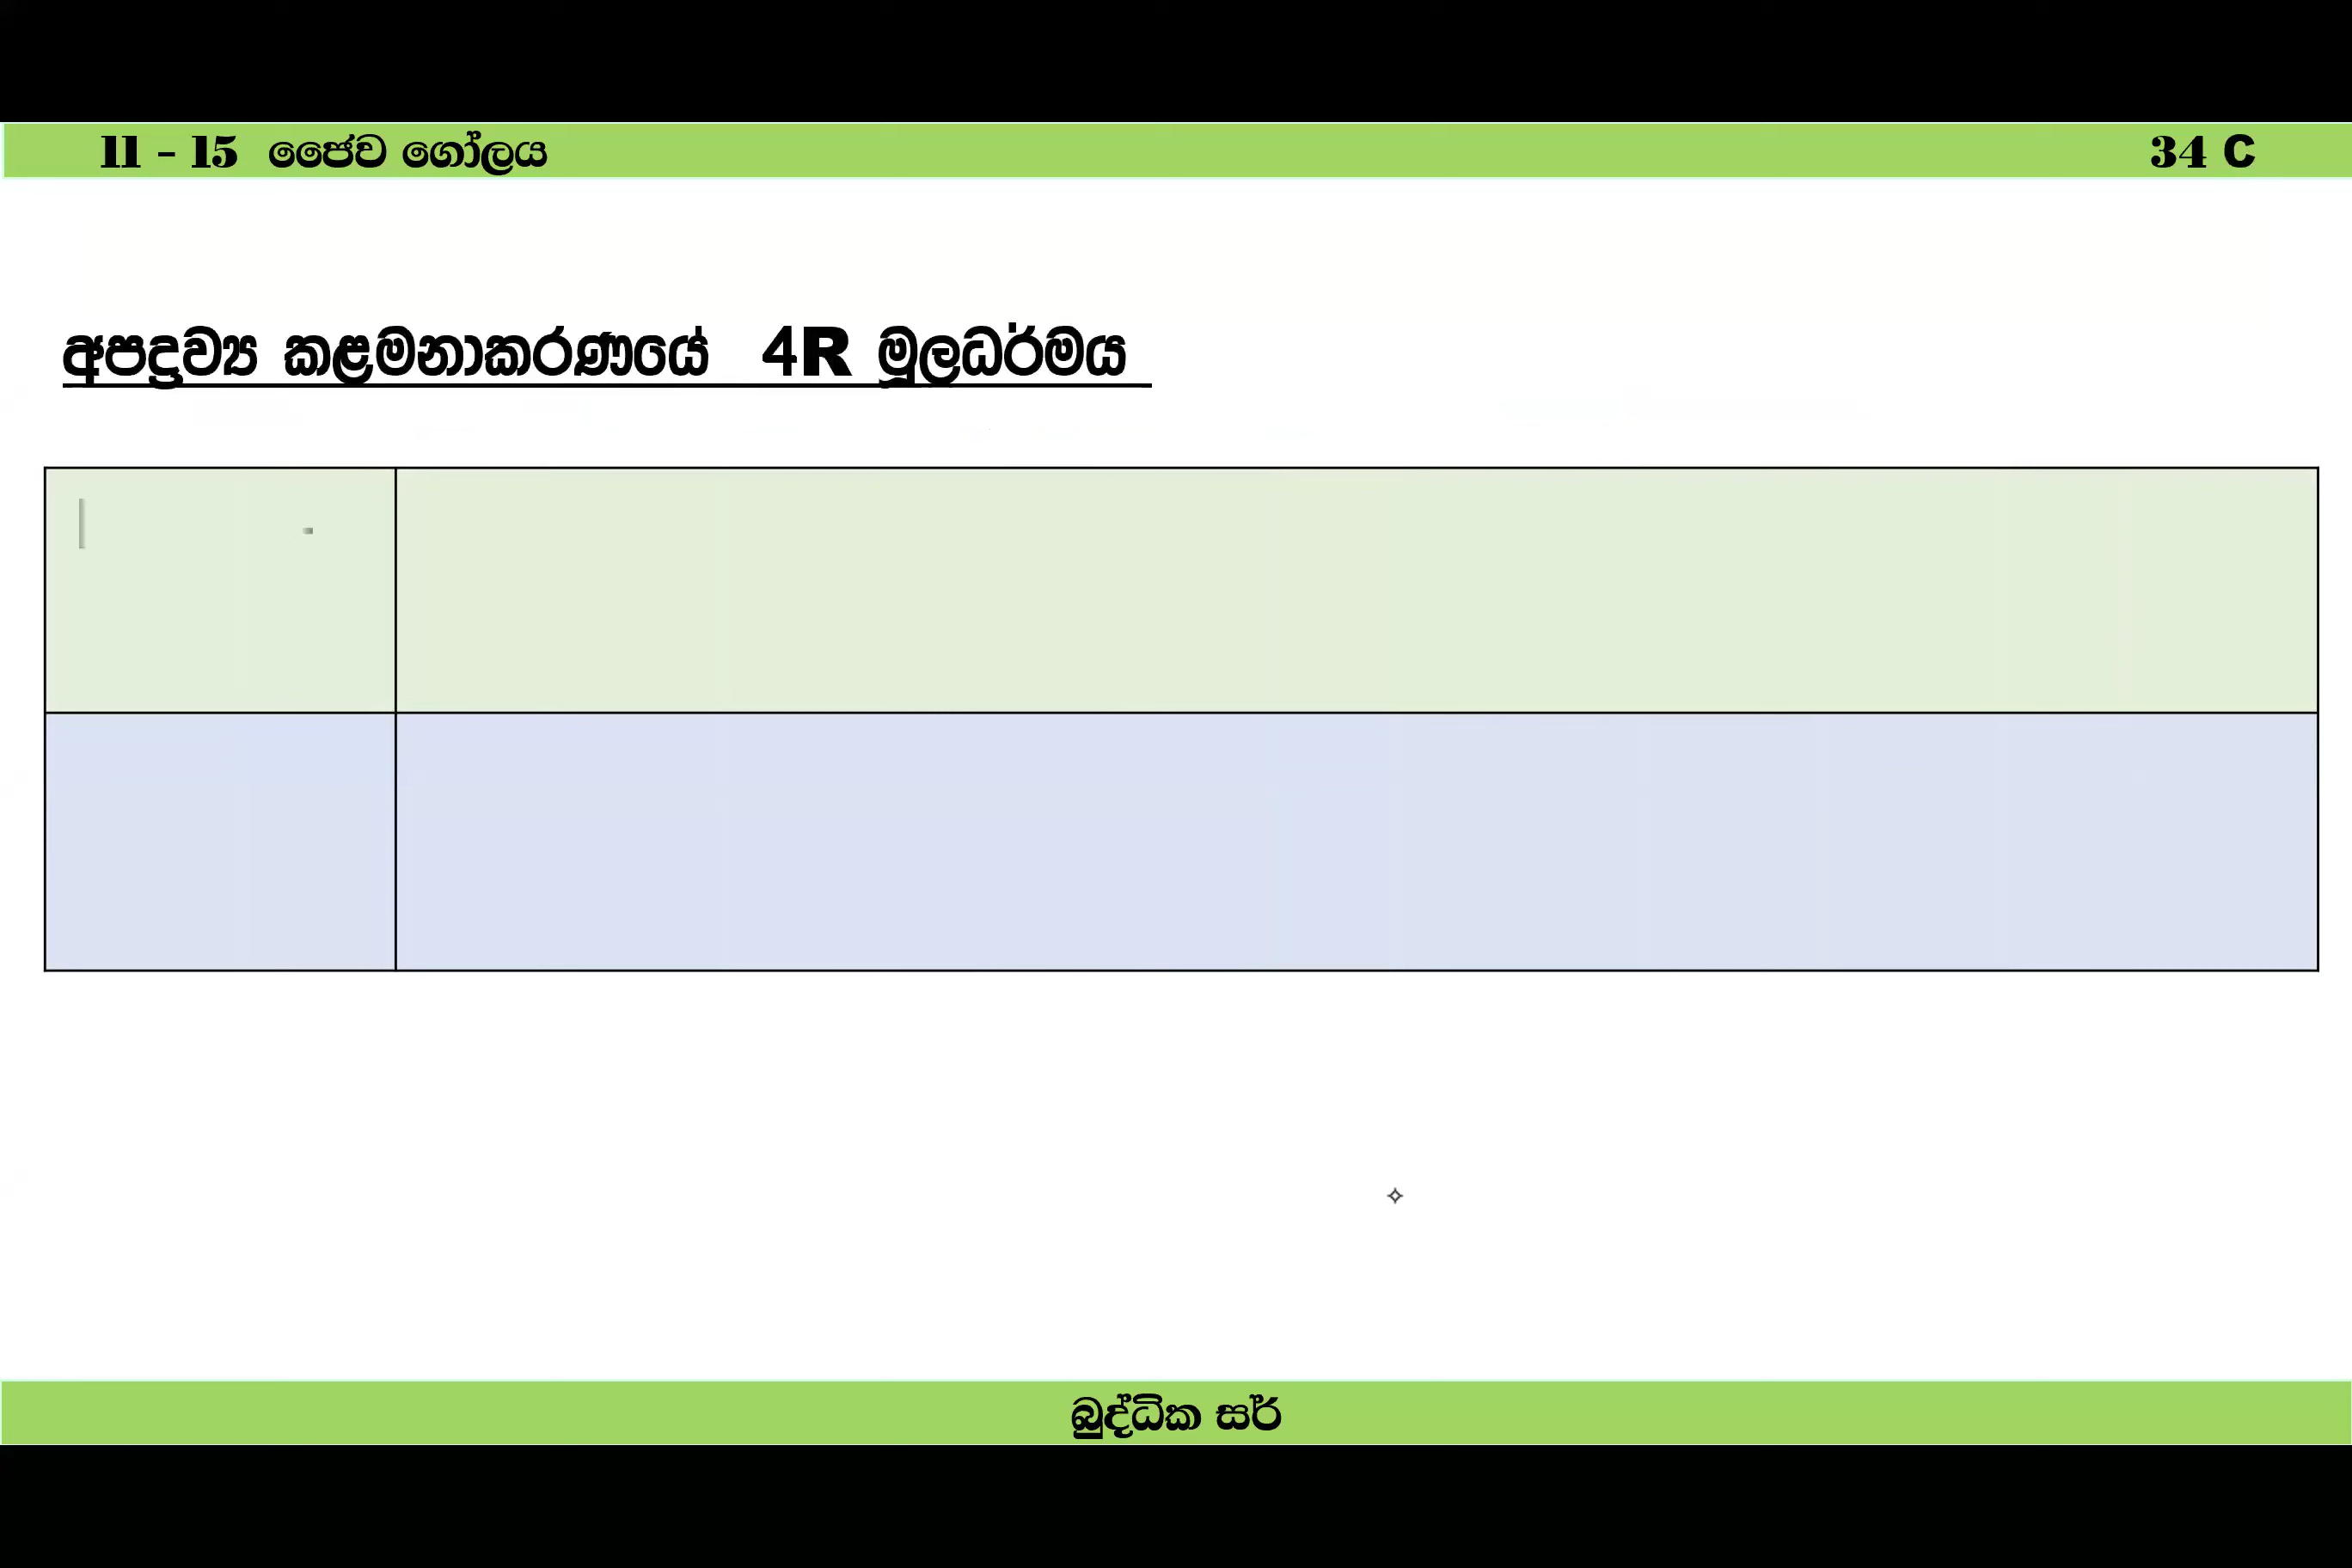 11 - 15 ජෛව ගෝලය
34 C
අපද්‍රව්‍ය කළමනාකරණයේ 4R මූලධර්මය
බුද්ධික සර්